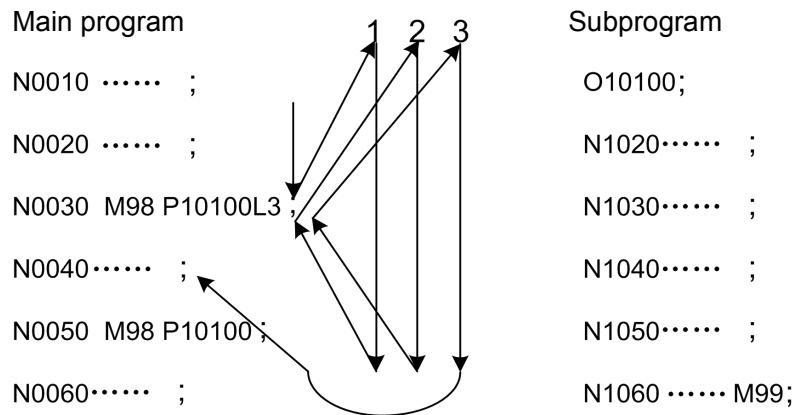 Main program 1 2 3 Subprogram
N0010 ······ ; O10100;
N0020 ······ ; N1020······ ;
N0030 M98 P10100L3 ; N1030······ ;
N0040······ ; N1040······ ;
N0050 M98 P10100 ; N1050······ ;
N0060······ ; N1060 ······ M99;